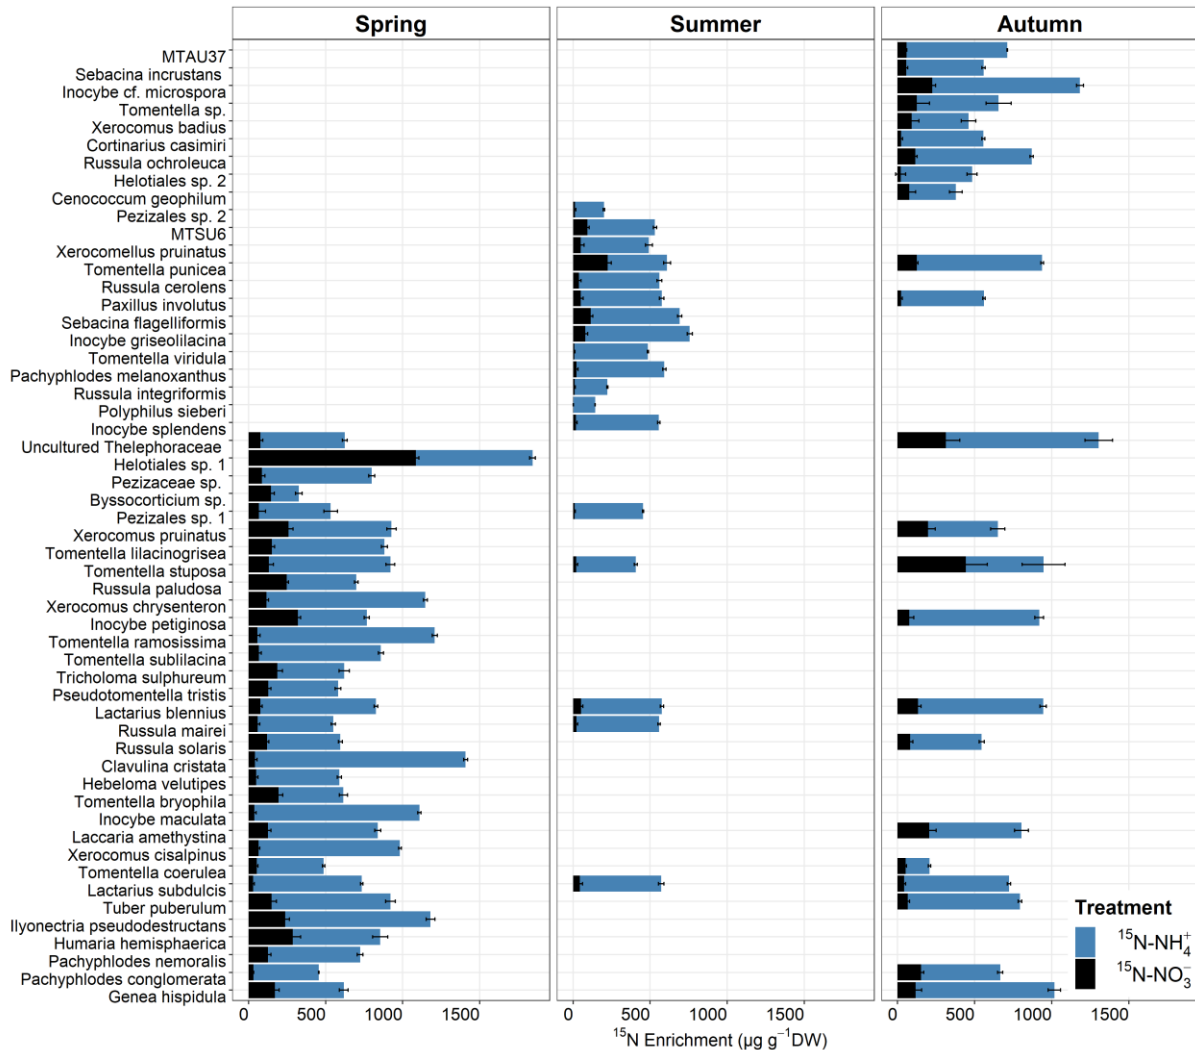 Spring
Summer
Autumn
MTAU37
Sebacina incrustans
Inocybe cf. microspora
Tomentella sp.
Xerocomus badius
Cortinarius casimiri
Russula ochroleuca
Helotiales sp. 2
Cenococcum geophilum
Pezizales sp. 2
MTSU6
Xerocomellus pruinatus
Tomentella punicea
Russula cerolens
Paxillus involutus
Sebacina flagelliformis
Inocybe griseolilacina
Tomentella viridula
Pachyphlodes melanoxanthus
Russula integriformis
Polyphilus sieberi
Inocybe splendens
Uncultured Thelephoraceae
Helotiales sp. 1
Pezizaceae sp.
Byssocorticium sp.
Pezizales sp. 1
Xerocomus pruinatus
Tomentella lilacinogrisea
Tomentella stuposa
Russula paludosa
Xerocomus chrysenteron
Inocybe petiginosa
Tomentella ramosissima
Tomentella sublilacina
Tricholoma sulphureum
Pseudotomentella tristis
Lactarius blennius
Russula mairei
Russula solaris
Clavulina cristata
Hebeloma velutipes
Tomentella bryophila
Inocybe maculata
Laccaria amethystina
Xerocomus cisalpinus
Tomentella coerulea
Lactarius subdulcis
Tuber puberulum
Ilyonectria pseudodestructans
Humaria hemisphaerica
Pachyphlodes nemoralis
Pachyphlodes conglomerata
Genea hispidula
Treatment
¹⁵N-NH₄⁺
¹⁵N-NO₃⁻
0 500 1000 1500
0 500 1000 1500
0 500 1000 1500
¹⁵N Enrichment (µg g⁻¹DW)